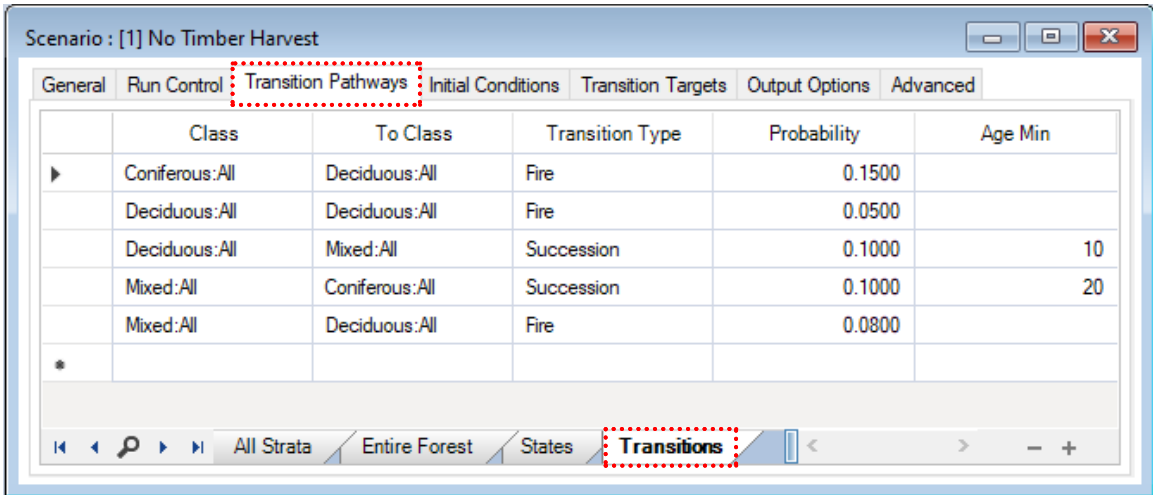 Scenario : [1] No Timber Harvest
General Run Control Transition Pathways Initial Conditions Transition Targets Output Options Advanced
Class To Class Transition Type Probability Age Min
Coniferous:All Deciduous:All Fire 0.1500
Deciduous:All Deciduous:All Fire 0.0500
Deciduous:All Mixed:All Succession 0.1000 10
Mixed:All Coniferous:All Succession 0.1000 20
Mixed:All Deciduous:All Fire 0.0800
All Strata Entire Forest States Transitions